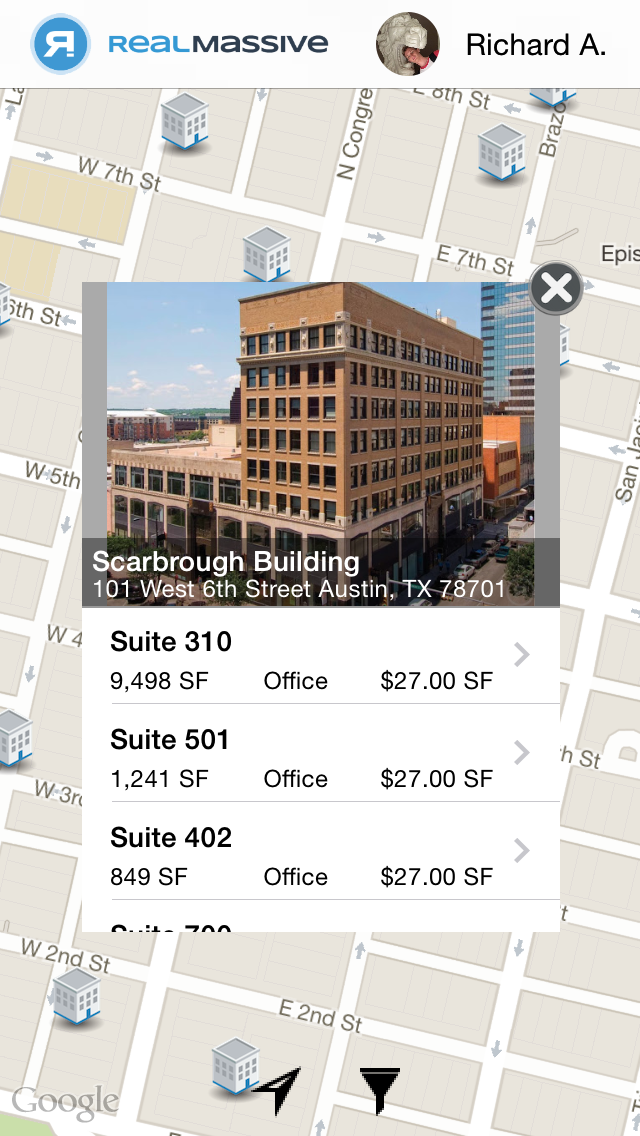 REALMASSIVE
Richard A.
E 8th St
N Congre
Brazo
W 7th St
E 7th St
Epis
6th St
W 5th
San Jaci
Scarbrough Building
101 West 6th Street Austin, TX 78701
Suite 310
9,498 SF Office $27.00 SF
W 4
Suite 501
1,241 SF Office $27.00 SF
h St
W 3rd
Suite 402
849 SF Office $27.00 SF
Suite 700
t
W 2nd St
E 2nd St
Google